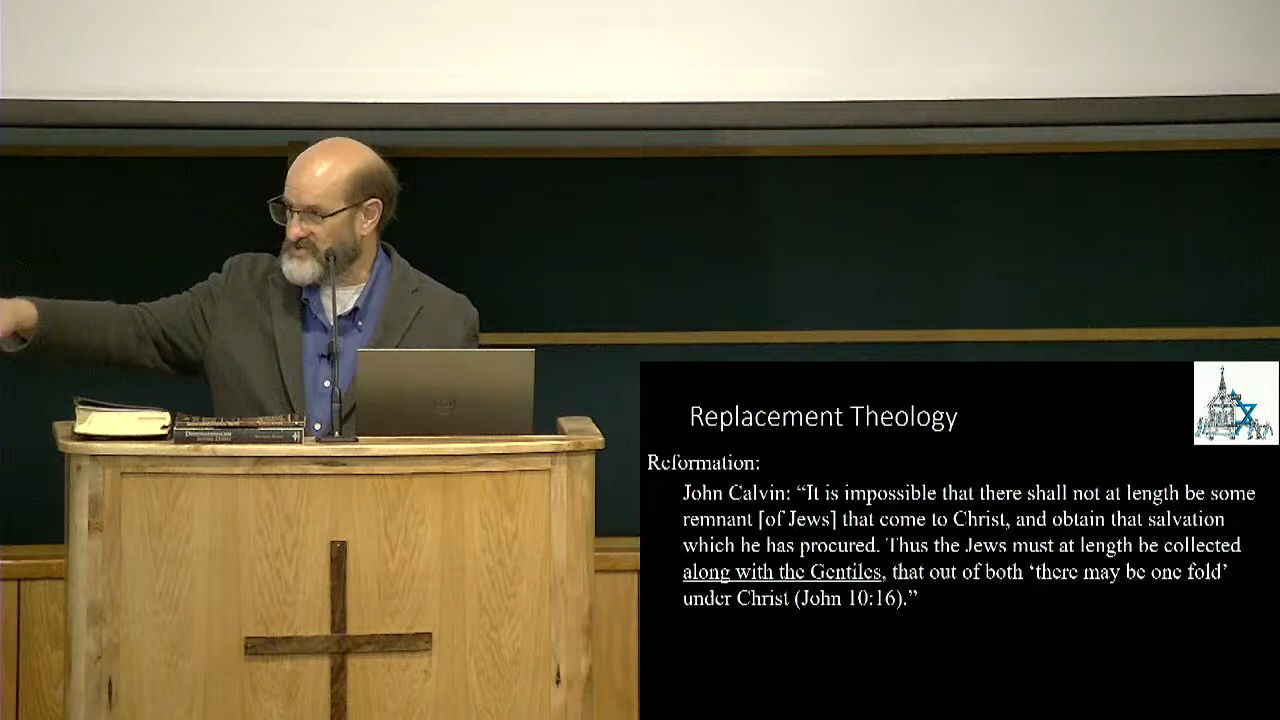 Replacement Theology
Reformation:
John Calvin: “It is impossible that there shall not at length be some
remnant [of Jews] that come to Christ, and obtain that salvation
which he has procured. Thus the Jews must at length be collected
along with the Gentiles, that out of both ‘there may be one fold’
under Christ (John 10:16).”